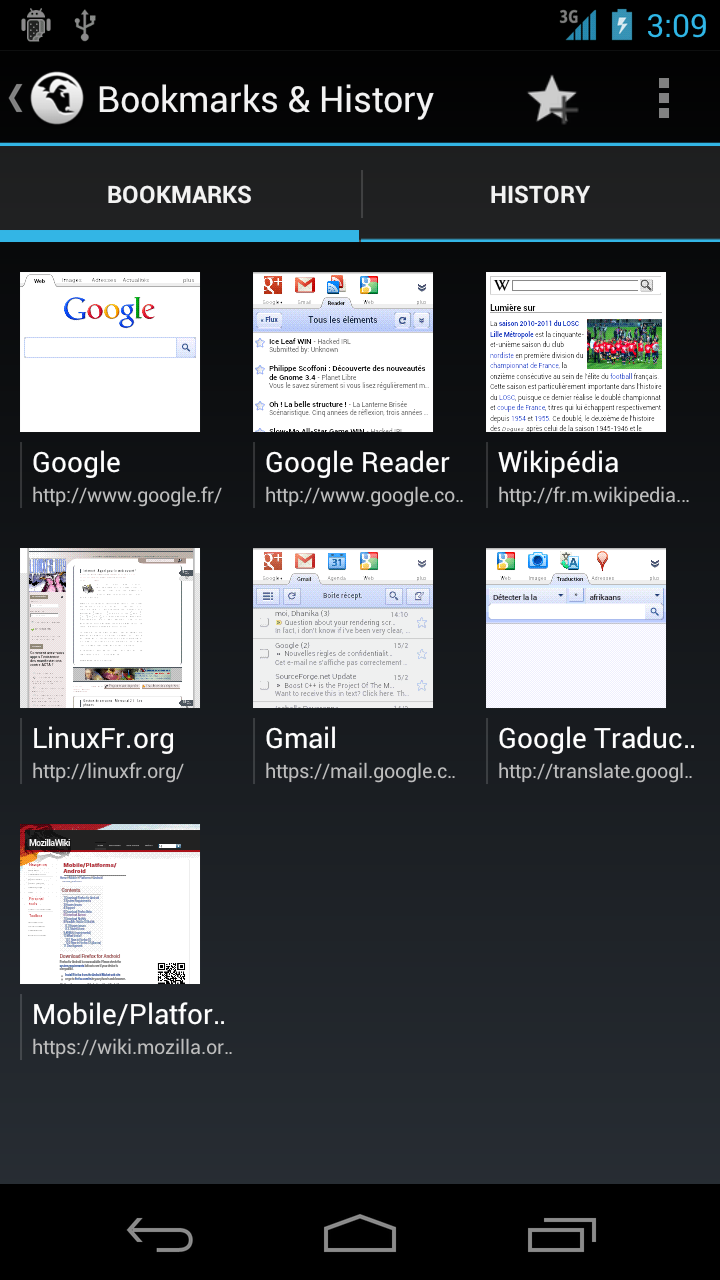 3G 3:09
Bookmarks & History
BOOKMARKS HISTORY
Web Images Adresses Actualités plus
Google
Google
http://www.google.fr/
Google+ Gmail Reader Web plus
‹ Flux Tous les éléments
Ice Leaf WIN - Hacked IRL
Submitted by: Unknown
Philippe Scoffoni : Découverte des nouveautés
de Gnome 3.4 - Planet Libre
Vous le savez sûrement si vous lisez régulièrement m...
Oh ! La belle structure ! - La Lanterne Brisée
Scénaristique. Cinq années de réflexion, trois années ...
Slow-Mo All-Star Game WIN - Hacked IRL
Google Reader
http://www.google.co..
W
Lumière sur
La saison 2010-2011 du LOSC
Lille Métropole est la cinquante-
et-unième saison du club
nordiste en première division du
championnat de France, la
onzième consécutive au sein de l'élite du football français.
Cette saison est particulièrement importante dans l'histoire
du LOSC, puisque ce dernier réalise le doublé championnat
et coupe de France, titres qui lui échappent respectivement
depuis 1954 et 1955. Ce doublé, le deuxième de l'histoire
des Dogues après celui de la saison 1945-1946 et le
Wikipédia
http://fr.m.wikipedia...
LinuxFr.org
http://linuxfr.org/
Google+ Gmail Agenda Web plus
31
Boîte récept.
moi, Dhanika (3) 14:10
Question about your rendering scr...
In fact, i don't know if i've been very clear, ...
Google (2) 15/2
» Nouvelles règles de confidentialit...
Cet e-mail ne s'affiche pas correctement ...
SourceForge.net Update 15/2
» Boost C++ is the Project Of The M...
Want to receive this in text? Click here. Th...
Gmail
https://mail.google.c..
Web Images Traduction Adresses plus
Détecter la la afrikaans
Google Traduc..
http://translate.googl..
MozillaWiki
Mobile/Platforms/
Android
Contents
Download Firefox for Android
Mobile/Platfor..
https://wiki.mozilla.or..